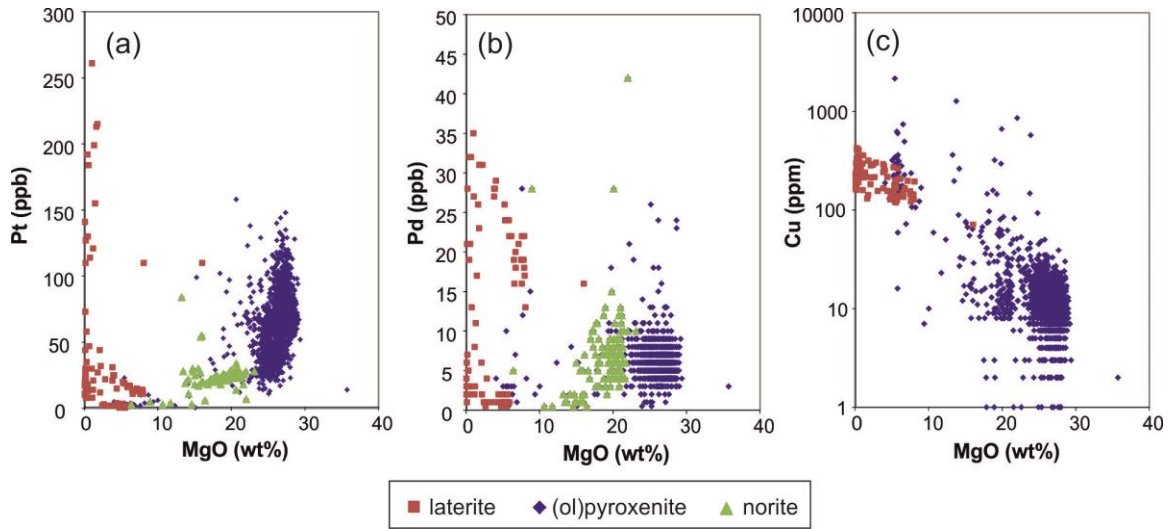 (a)
Pt (ppb)
300
250
200
150
100
50
0
0 10 20 30 40
MgO (wt%)
(b)
Pd (ppb)
50
45
40
35
30
25
20
15
10
5
0
0 10 20 30 40
MgO (wt%)
(c)
Cu (ppm)
10000
1000
100
10
1
0 10 20 30 40
MgO (wt%)
laterite (ol)pyroxenite norite